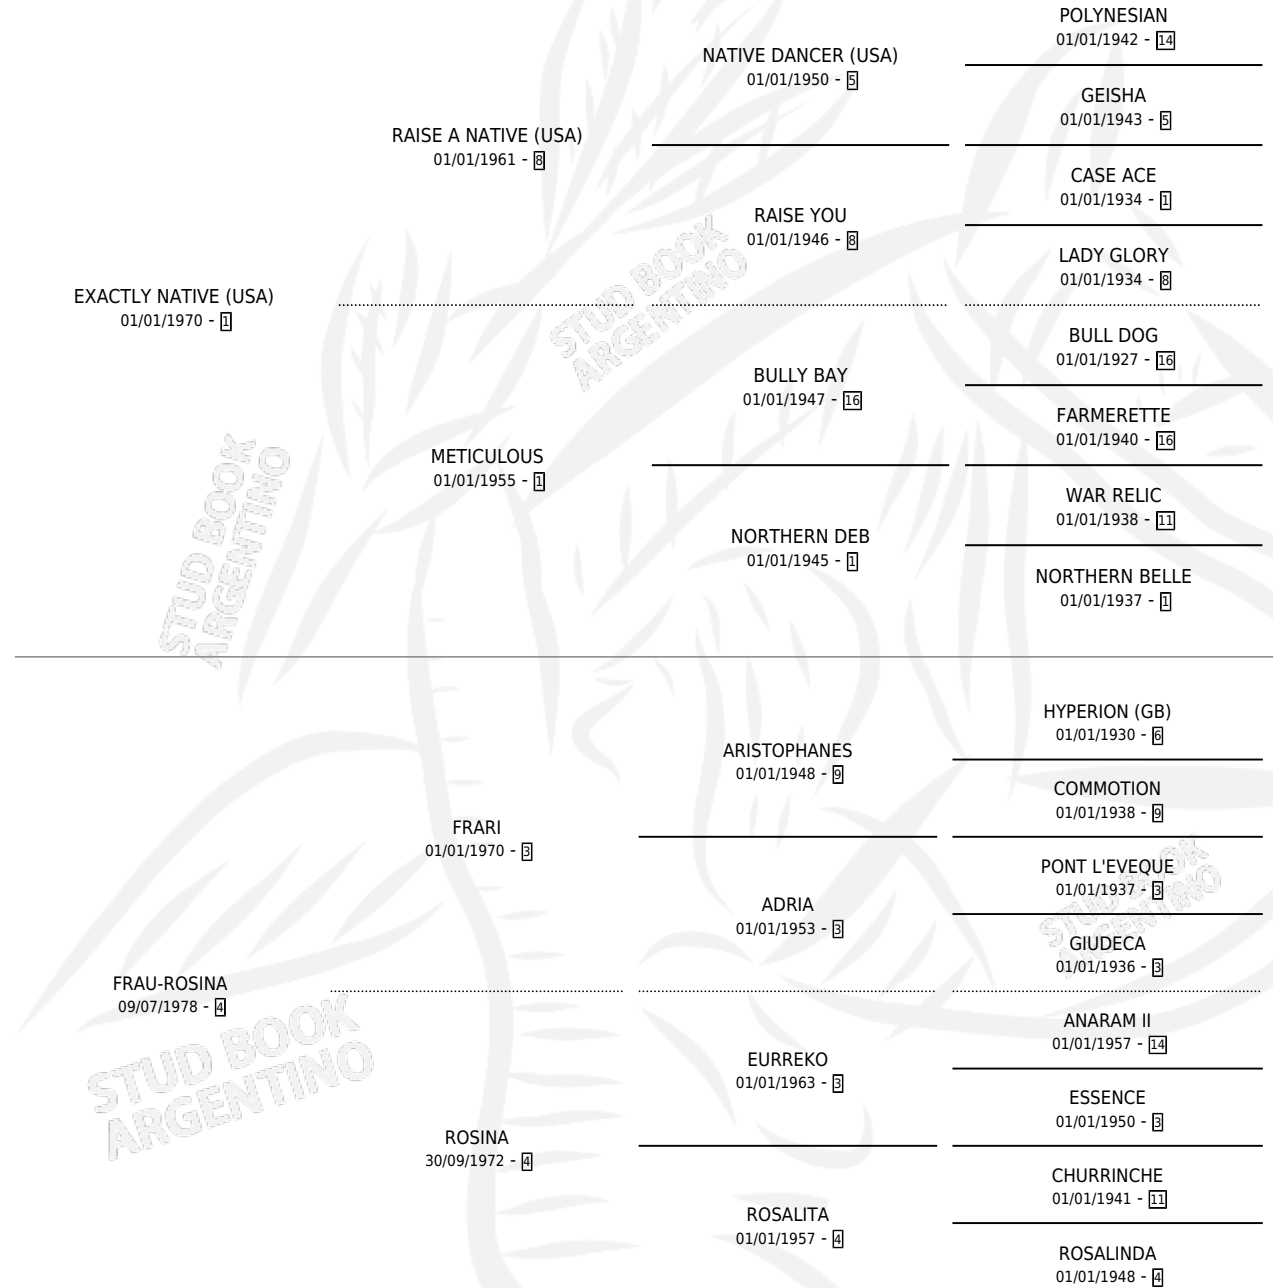 POLYNESIAN
01/01/1942 - 14
NATIVE DANCER (USA)
01/01/1950 - 5
GEISHA
01/01/1943 - 5
RAISE A NATIVE (USA)
01/01/1961 - 8
CASE ACE
01/01/1934 - 1
RAISE YOU
01/01/1946 - 8
LADY GLORY
01/01/1934 - 8
EXACTLY NATIVE (USA)
01/01/1970 - 1
BULL DOG
01/01/1927 - 16
BULLY BAY
01/01/1947 - 16
FARMERETTE
01/01/1940 - 16
METICULOUS
01/01/1955 - 1
WAR RELIC
01/01/1938 - 11
NORTHERN DEB
01/01/1945 - 1
NORTHERN BELLE
01/01/1937 - 1
HYPERION (GB)
01/01/1930 - 6
ARISTOPHANES
01/01/1948 - 9
COMMOTION
01/01/1938 - 9
FRARI
01/01/1970 - 3
PONT L'EVEQUE
01/01/1937 - 3
ADRIA
01/01/1953 - 3
GIUDECA
01/01/1936 - 3
FRAU-ROSINA
09/07/1978 - 4
ANARAM II
01/01/1957 - 14
EURREKO
01/01/1963 - 3
ESSENCE
01/01/1950 - 3
ROSINA
30/09/1972 - 4
CHURRINCHE
01/01/1941 - 11
ROSALITA
01/01/1957 - 4
ROSALINDA
01/01/1948 - 4
STUD BOOK
ARGENTINO
STUD BOOK
ARGENTINO
STUD BOOK
ARGENTINO
STUD BOOK
ARGENTINO